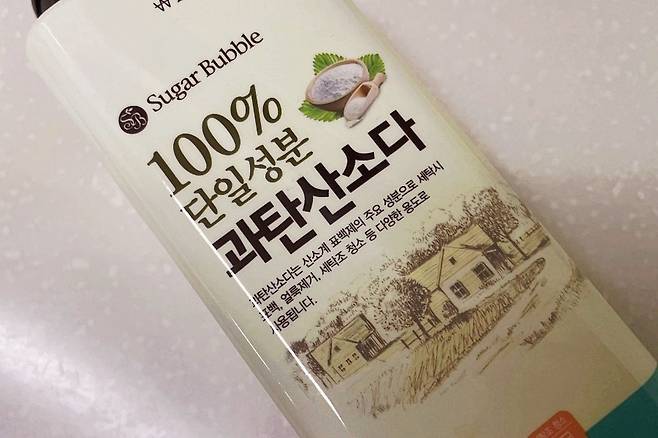 Sugar Bubble
SB
100%
단일성분
과탄산소다
과탄산소다는 산소계 표백제의 주요 성분으로 세탁시
표백, 얼룩제거, 세탁조 청소 등 다양한 용도로
사용됩니다.